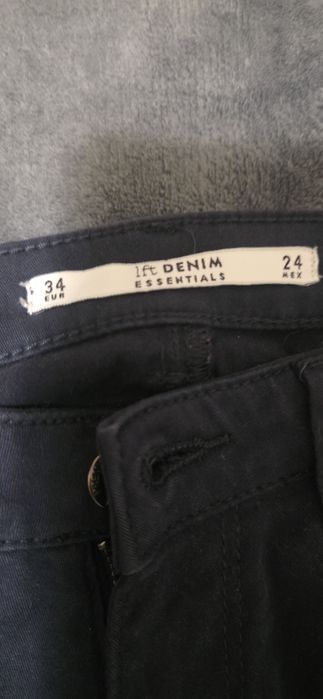 34
EUR
lft DENIM
ESSENTIALS
24
MEX